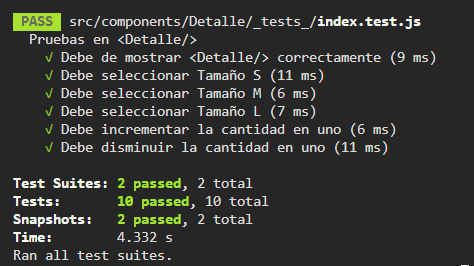 PASS src/components/Detalle/_tests_/index.test.js
Pruebas en <Detalle/>
√ Debe de mostrar <Detalle/> correctamente (9 ms)
√ Debe seleccionar Tamaño S (11 ms)
√ Debe seleccionar Tamaño M (6 ms)
√ Debe seleccionar Tamaño L (7 ms)
√ Debe incrementar la cantidad en uno (6 ms)
√ Debe disminuir la cantidad en uno (11 ms)
Test Suites: 2 passed, 2 total
Tests: 10 passed, 10 total
Snapshots: 2 passed, 2 total
Time: 4.332 s
Ran all test suites.